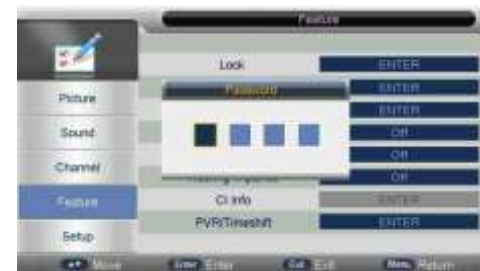 Feature
Lock ENTER
Password ENTER
Picture
ENTER
Sound Off
Off
Channel
Off
Feature CI Info ENTER
PVR/Timeshift ENTER
Setup
Move Enter Enter Exit Menu Return